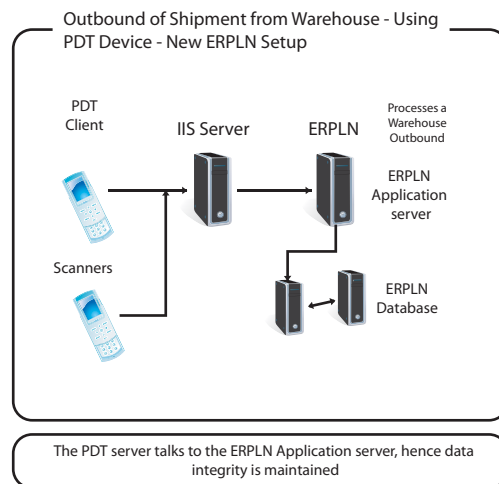 Outbound of Shipment from Warehouse - Using
PDT Device - New ERPLN Setup
PDT
Client
IIS Server
ERPLN
Processes a
Warehouse
Outbound
ERPLN
Application
server
Scanners
ERPLN
Database
The PDT server talks to the ERPLN Application server, hence data
integrity is maintained